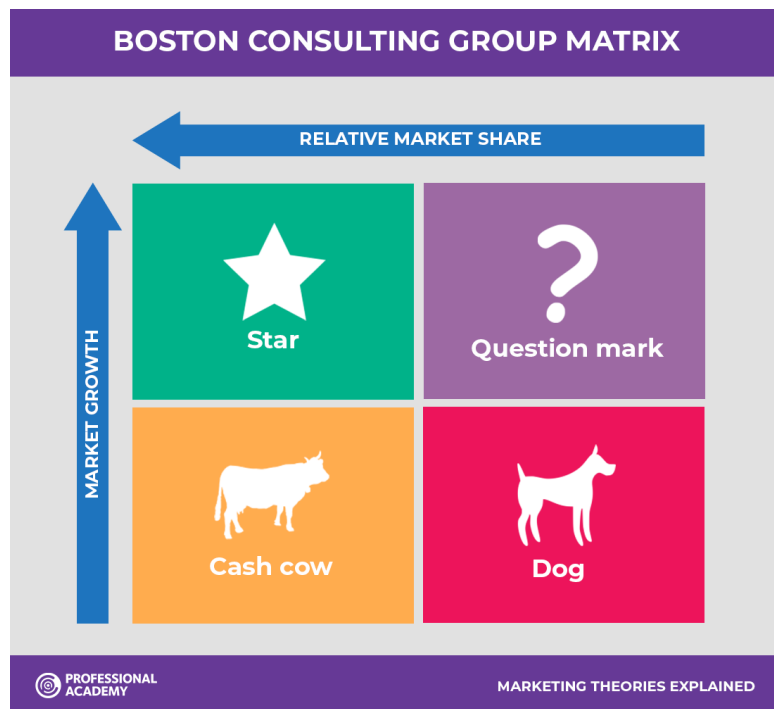 BOSTON CONSULTING GROUP MATRIX
RELATIVE MARKET SHARE
MARKET GROWTH
Star
Question mark
Cash cow
Dog
PROFESSIONAL
ACADEMY
MARKETING THEORIES EXPLAINED